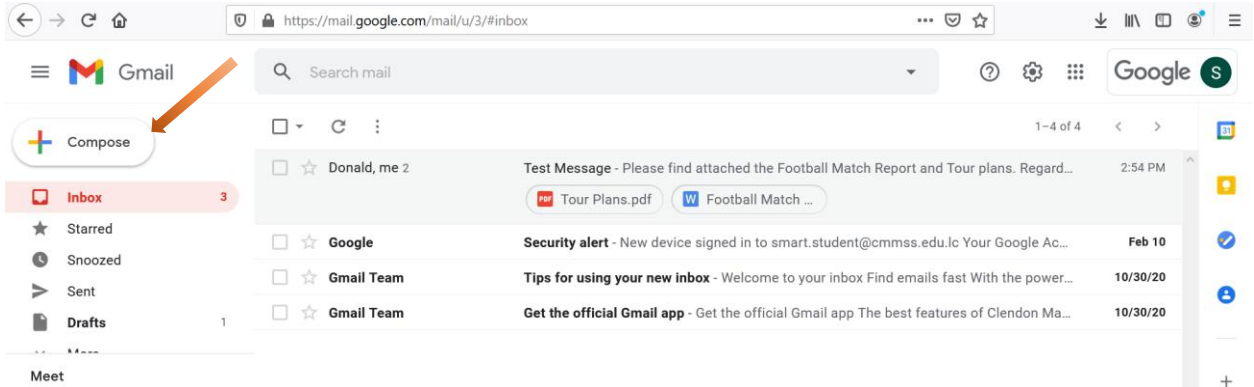 https://mail.google.com/mail/u/3/#inbox
Gmail
Search mail
Google S
Compose
1–4 of 4
31
Donald, me 2 Test Message - Please find attached the Football Match Report and Tour plans. Regard... 2:54 PM
PDF Tour Plans.pdf W Football Match ...
Inbox 3
Starred
Google Security alert - New device signed in to smart.student@cmmss.edu.lc Your Google Ac... Feb 10
Snoozed
Gmail Team Tips for using your new inbox - Welcome to your inbox Find emails fast With the power... 10/30/20
Sent
Gmail Team Get the official Gmail app - Get the official Gmail app The best features of Clendon Ma... 10/30/20
Drafts 1
More
Meet